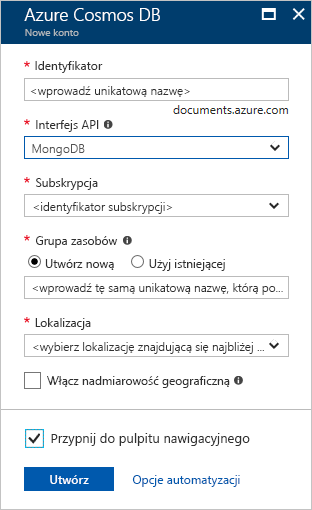 Azure Cosmos DB
Nowe konto
* Identyfikator
<wprowadź unikatową nazwę>
documents.azure.com
* Interfejs API
MongoDB
* Subskrypcja
<identyfikator subskrypcji>
* Grupa zasobów
Utwórz nową Użyj istniejącej
<wprowadź tę samą unikatową nazwę, którą po...
* Lokalizacja
<wybierz lokalizację znajdującą się najbliżej ...
Włącz nadmiarowość geograficzną
Przypnij do pulpitu nawigacyjnego
Utwórz Opcje automatyzacji